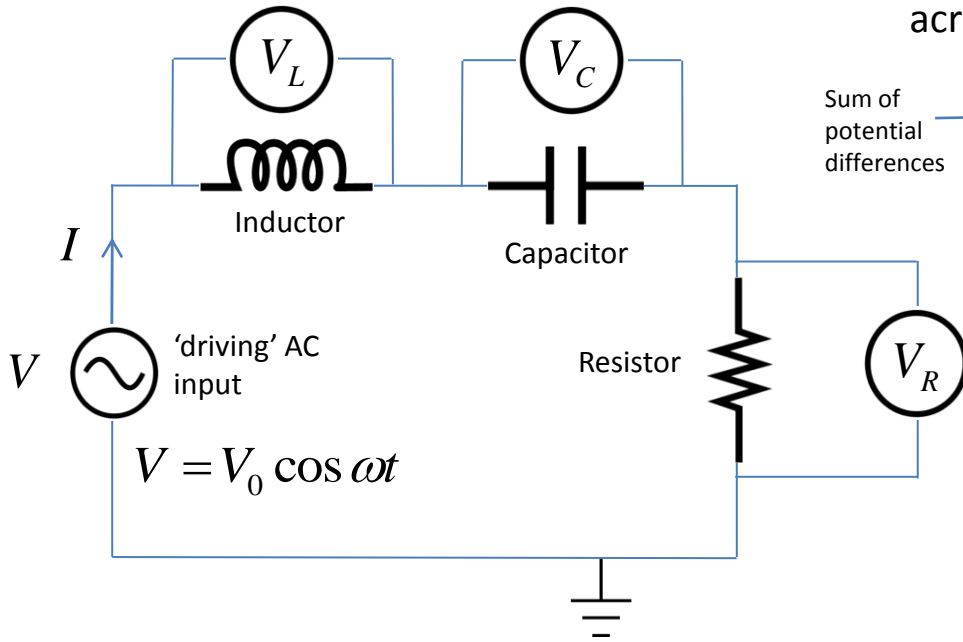 acr
V_L
V_C
Sum of
potential
differences
Inductor
Capacitor
I
'driving' AC
input
V
Resistor
V_R
V = V_0 cos ωt